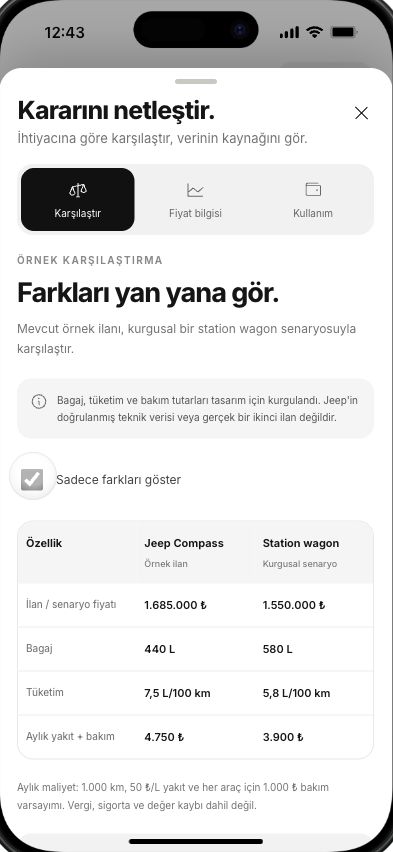 12:43
Kararını netleştir.
İhtiyacına göre karşılaştır, verinin kaynağını gör.
Karşılaştır
Fiyat bilgisi
Kullanım
ÖRNEK KARŞILAŞTIRMA
Farkları yan yana gör.
Mevcut örnek ilanı, kurgusal bir station wagon senaryosuyla
karşılaştır.
Bagaj, tüketim ve bakım tutarları tasarım için kurgulandı. Jeep'in
doğrulanmış teknik verisi veya gerçek bir ikinci ilan değildir.
Sadece farkları göster
Özellik Jeep Compass Station wagon
Örnek ilan Kurgusal senaryo
İlan / senaryo fiyatı 1.685.000 ₺ 1.550.000 ₺
Bagaj 440 L 580 L
Tüketim 7,5 L/100 km 5,8 L/100 km
Aylık yakıt + bakım 4.750 ₺ 3.900 ₺
Aylık maliyet: 1.000 km, 50 ₺/L yakıt ve her araç için 1.000 ₺ bakım
varsayımı. Vergi, sigorta ve değer kaybı dahil değil.